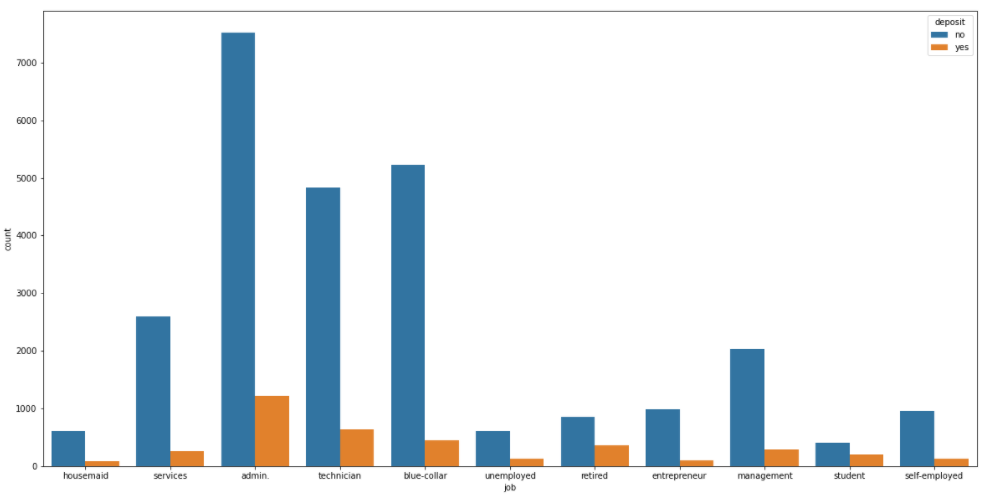 deposit
no
yes
7000
6000
5000
4000
3000
2000
1000
0
count
housemaid services admin. technician blue-collar unemployed retired entrepreneur management student self-employed
job